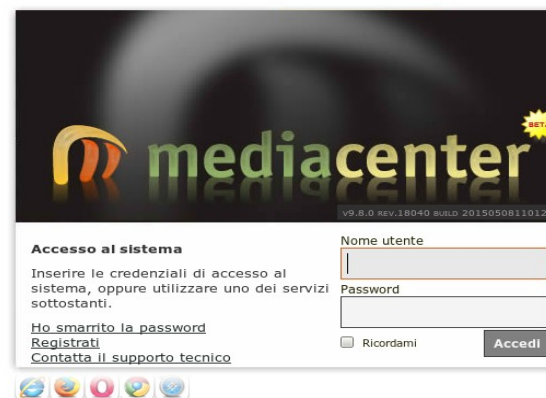 mediacenter
BETA
v9.8.0 REV.18040 BUILD 2015050811012
Accesso al sistema
Inserire le credenziali di accesso al
sistema, oppure utilizzare uno dei servizi
sottostanti.
Ho smarrito la password
Registrati
Contatta il supporto tecnico
Nome utente
Password
Ricordami
Accedi